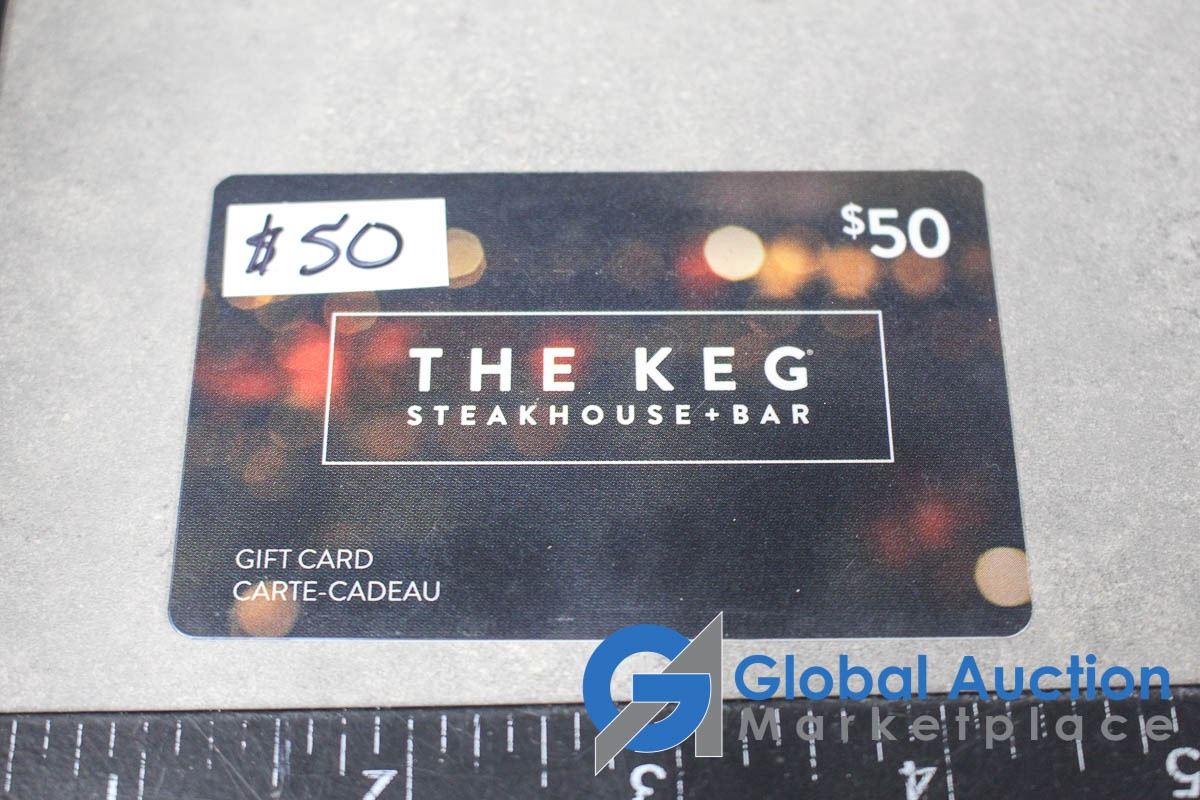 $50
$50
THE KEG
STEAKHOUSE+BAR
GIFT CARD
CARTE-CADEAU
Global Auction
Marketplace
2 3 4 5